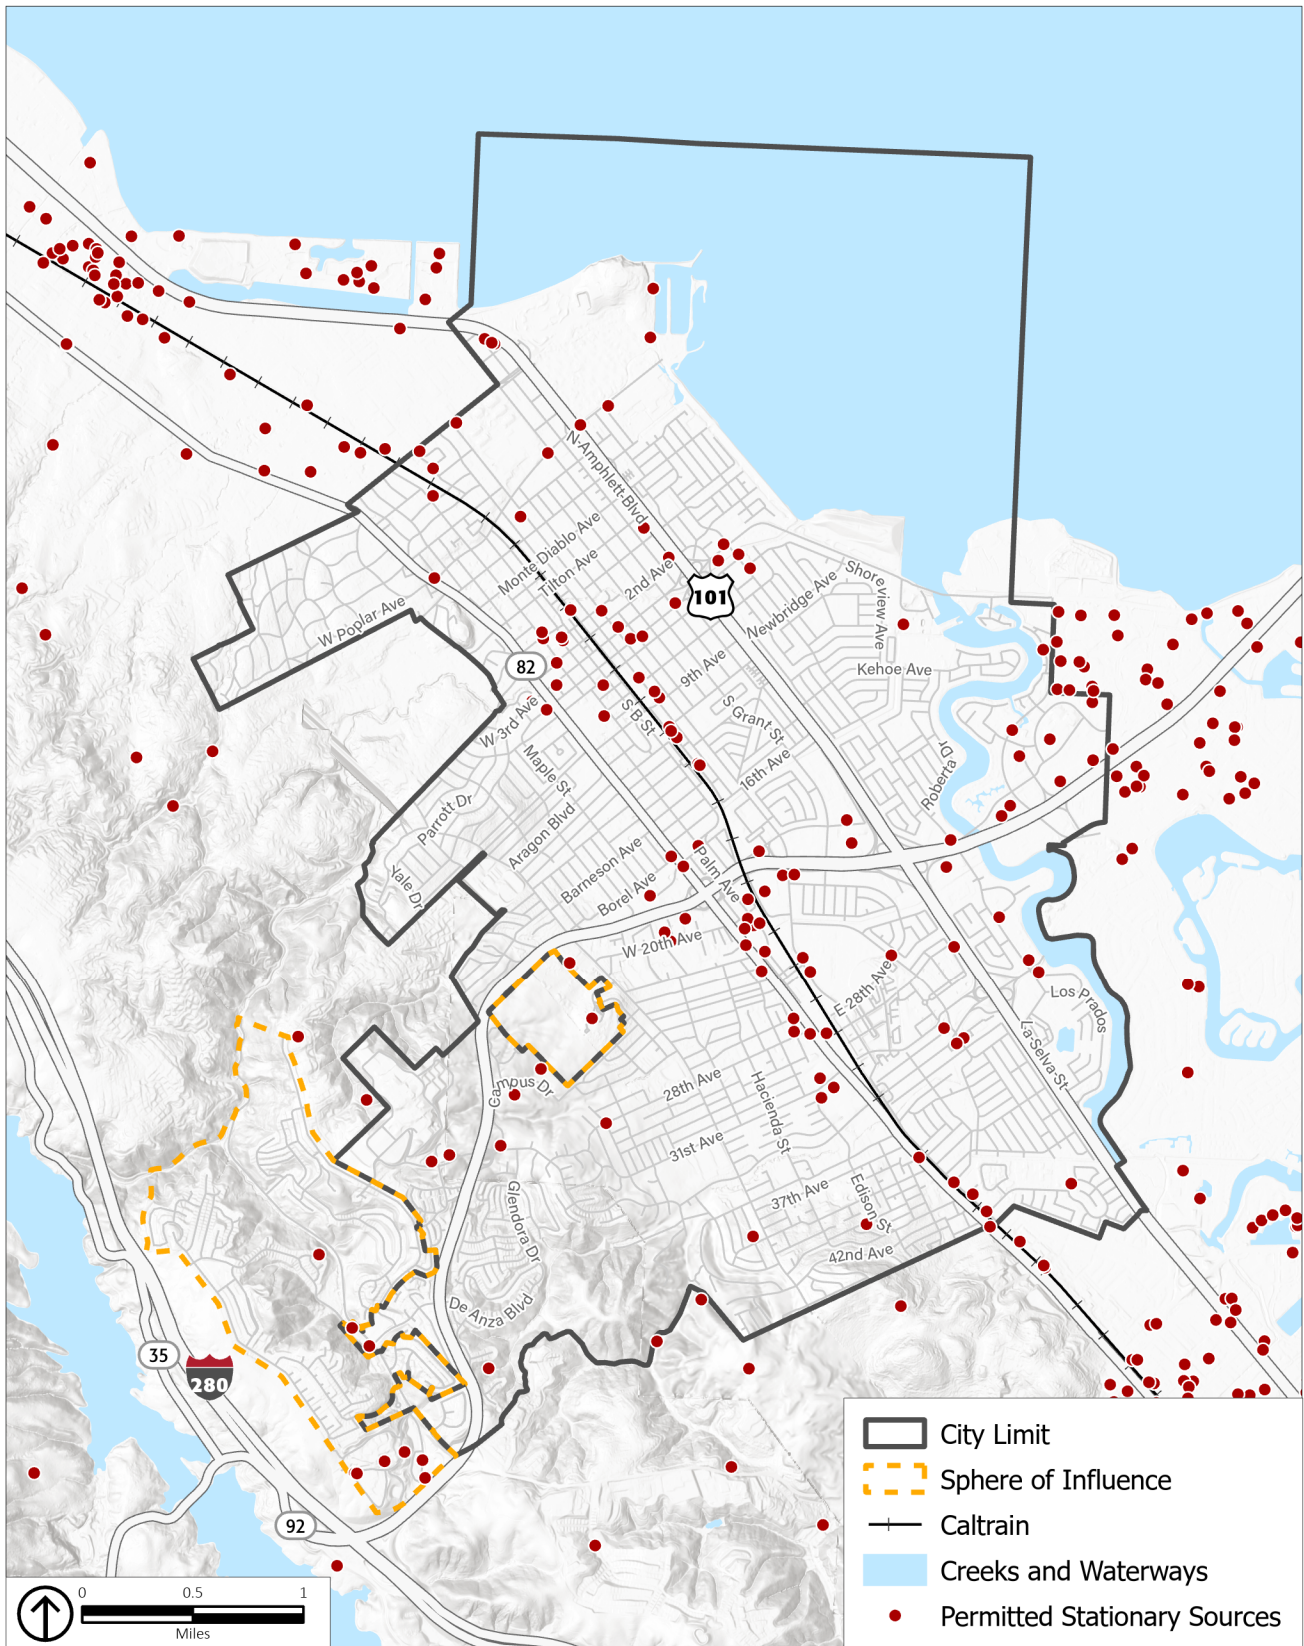 N Amphlett Blvd
Monte Diablo Ave
Tilton Ave
2nd Ave
101
Newbridge Ave
Shoreview Ave
W Poplar Ave
82
9th Ave
Kehoe Ave
W 3rd Ave
S B St
S Grant St
Maple St
16th Ave
Roberta Dr
Parrott Dr
Aragon Blvd
Barneson Ave
Palm Ave
Yale Dr
Borel Ave
W 20th Ave
E 28th Ave
Los Prados
La Selva St
Campus Dr
28th Ave
Hacienda St
31st Ave
37th Ave
Edison St
Glendora Dr
42nd Ave
De Anza Blvd
35
280
92
City Limit
Sphere of Influence
Caltrain
Creeks and Waterways
Permitted Stationary Sources
0 0.5 1
Miles